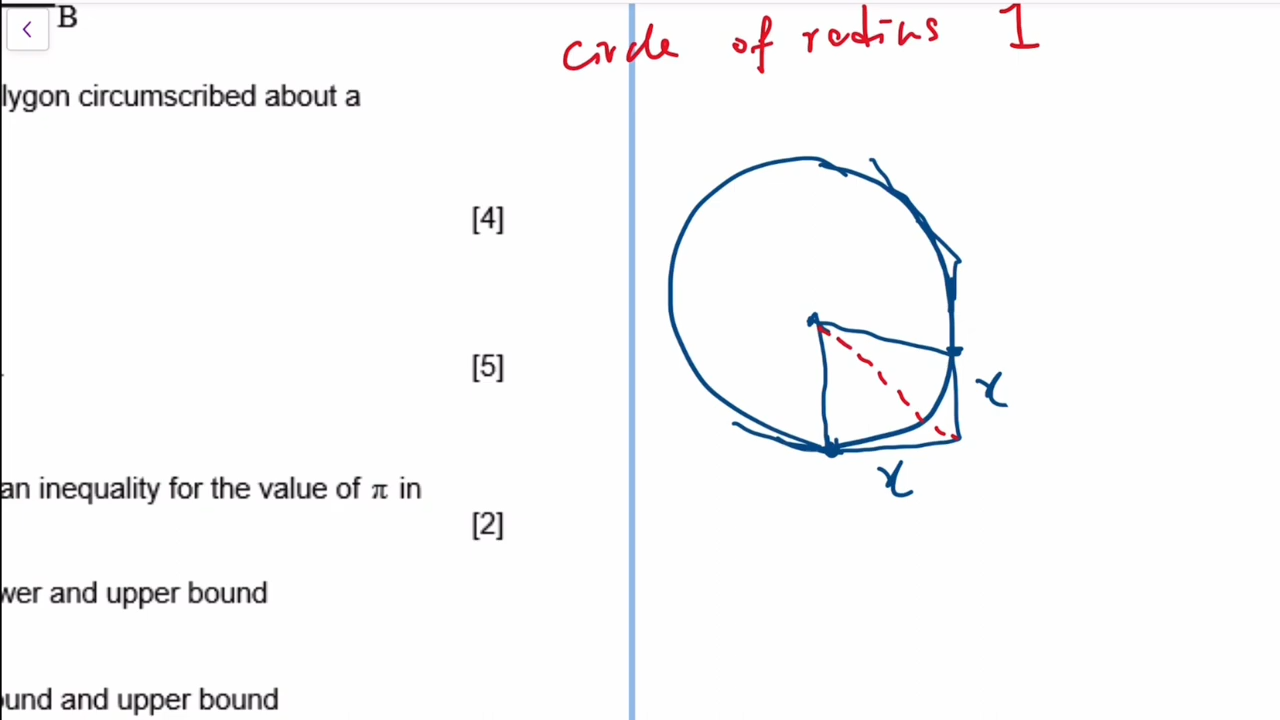 B
circle of radius 1
lygon circumscribed about a
[4]
[5]
x
x
an inequality for the value of π in
[2]
wer and upper bound
ound and upper bound